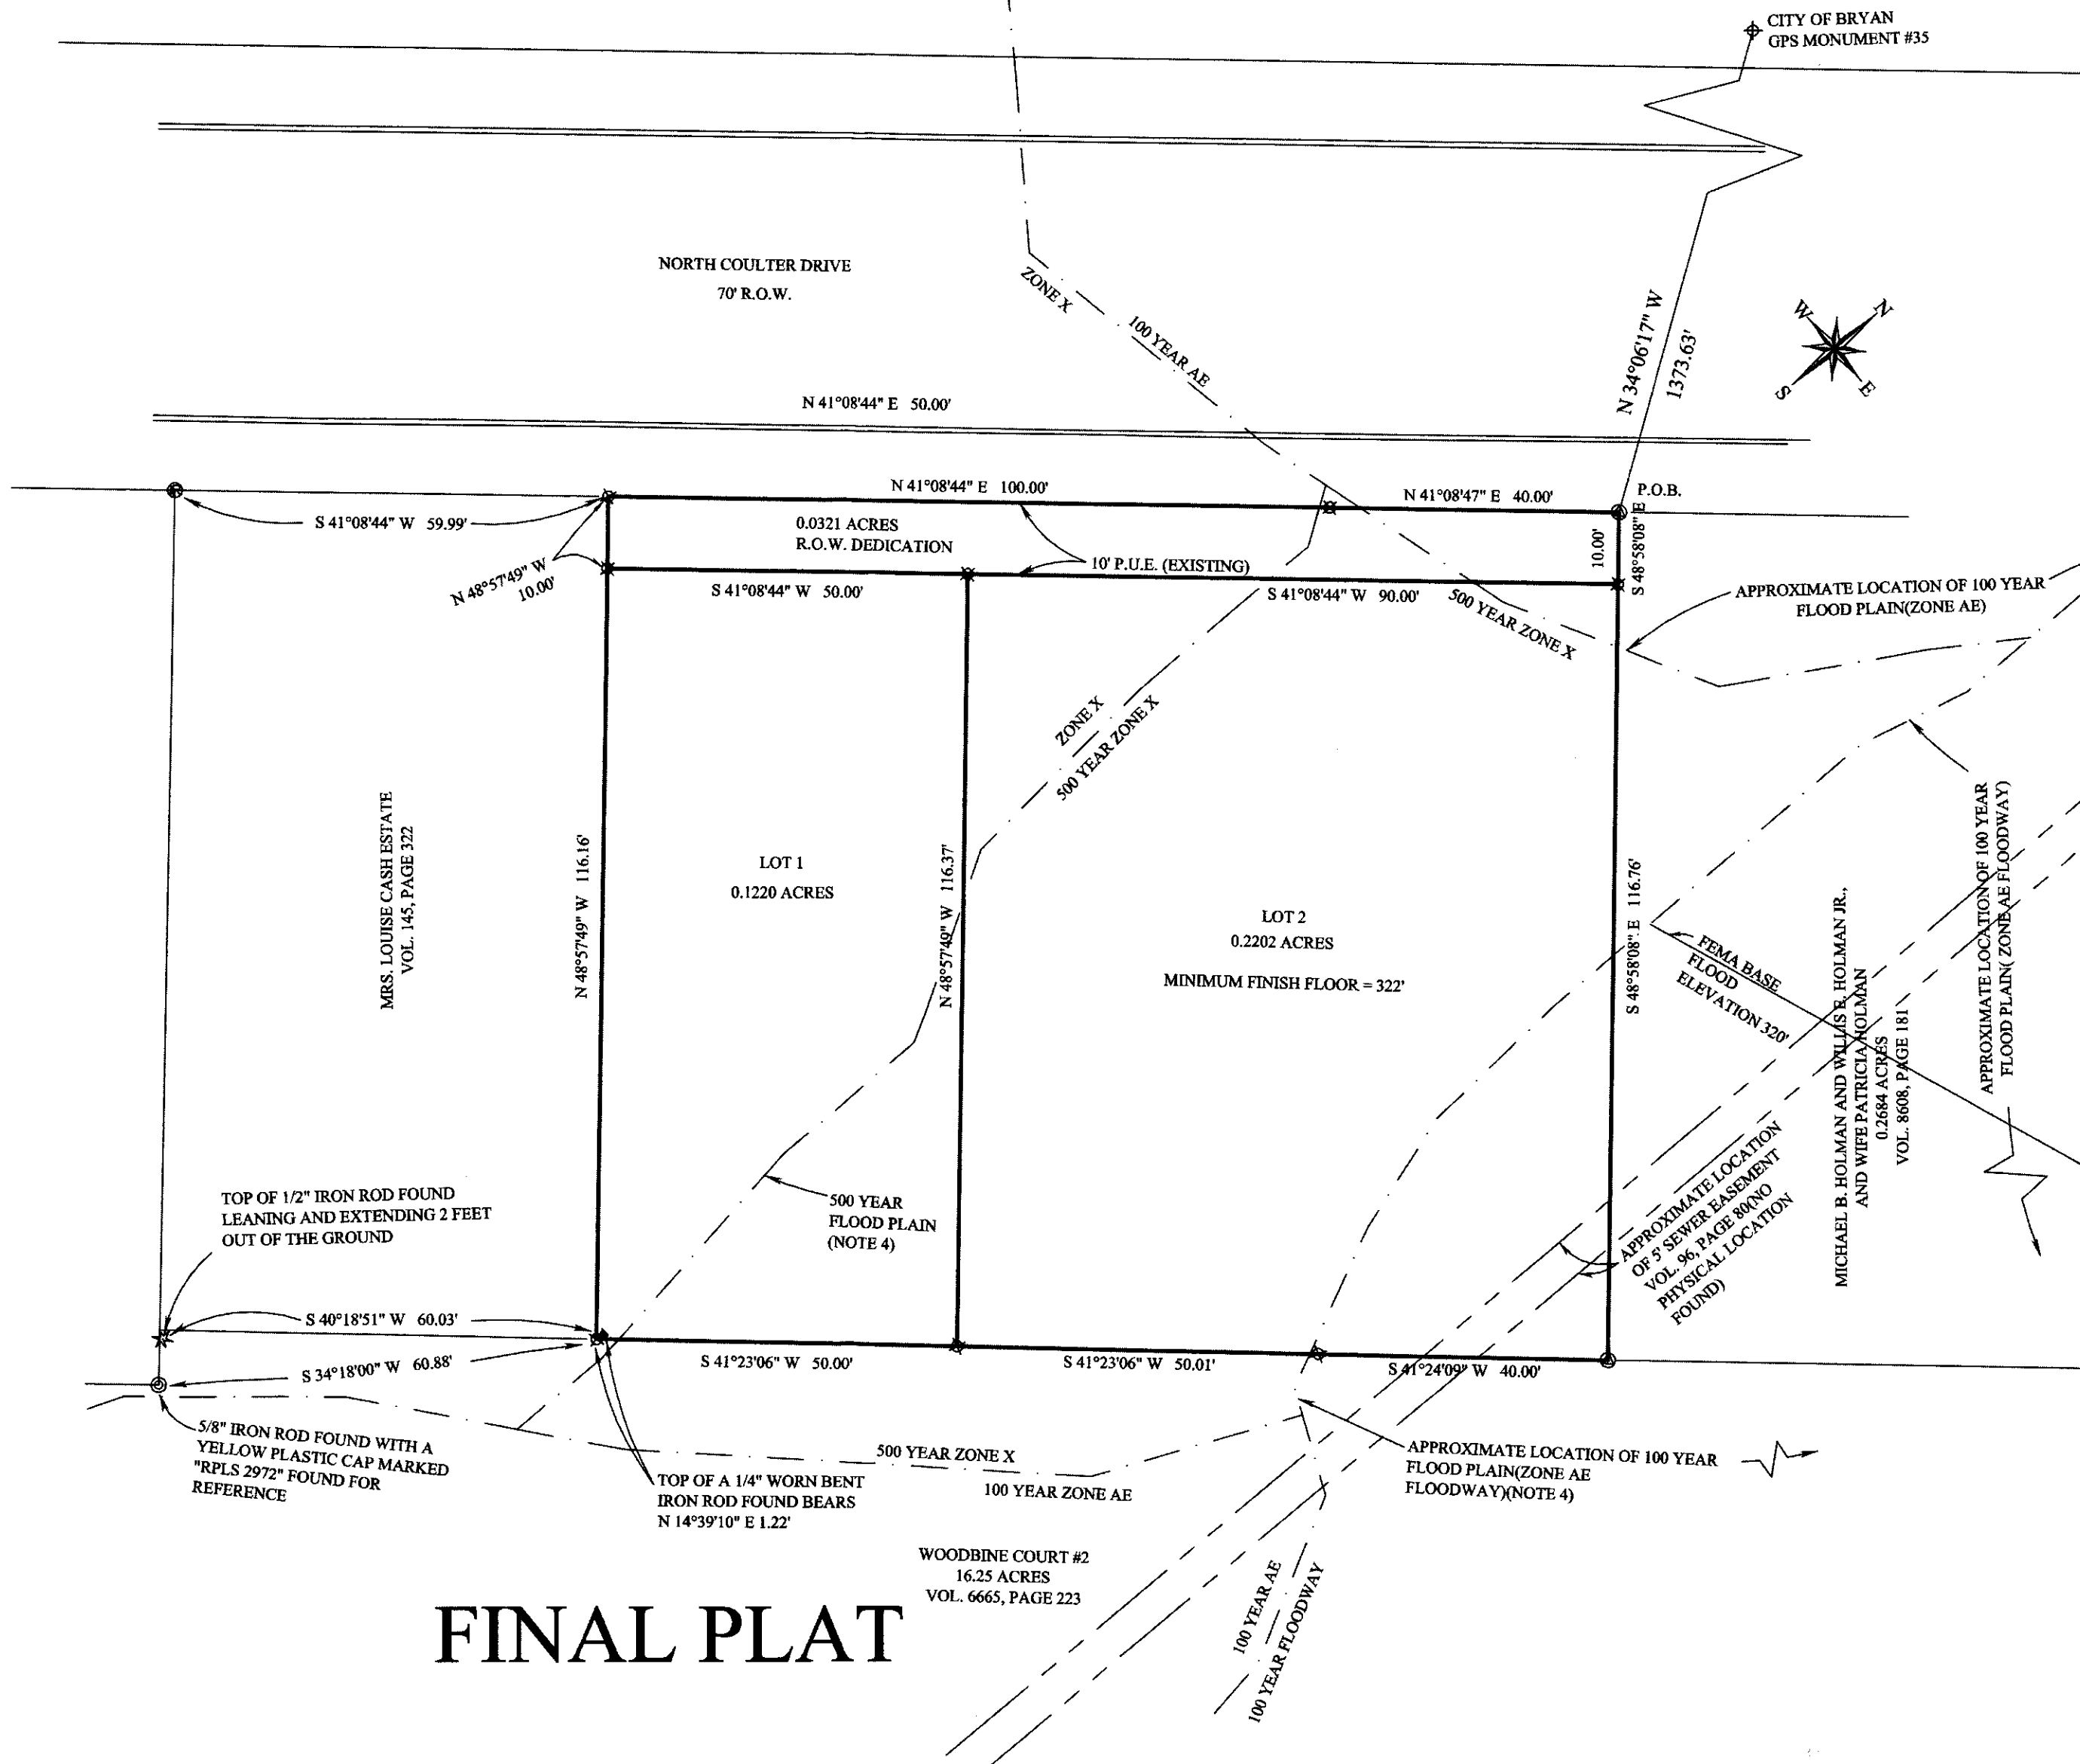 CITY OF BRYAN
GPS MONUMENT #35
NORTH COULTER DRIVE
70' R.O.W.
ZONE X
100 YEAR AE
N 34°06'17" W
1373.63'
W
N
S
E
N 41°08'44" E 50.00'
N 41°08'44" E 100.00'
N 41°08'47" E 40.00'
P.O.B.
S 41°08'44" W 59.99'
0.0321 ACRES
R.O.W. DEDICATION
10' P.U.E. (EXISTING)
10.00'
S 48°58'08" E
N 48°57'49" W
10.00'
S 41°08'44" W 50.00'
S 41°08'44" W 90.00'
500 YEAR ZONE X
APPROXIMATE LOCATION OF 100 YEAR
FLOOD PLAIN(ZONE AE)
ZONE X
500 YEAR ZONE X
MRS. LOUISE CASH ESTATE
VOL. 145, PAGE 322
N 48°57'49" W 116.16'
LOT 1
0.1220 ACRES
N 48°57'49" W 116.37'
LOT 2
0.2202 ACRES
MINIMUM FINISH FLOOR = 322'
S 48°58'08" E 116.76'
FEMA BASE
FLOOD
ELEVATION 320'
MICHAEL B. HOLMAN AND WILLIS E. HOLMAN JR.,
AND WIFE PATRICIA HOLMAN
0.2684 ACRES
VOL. 8608, PAGE 181
APPROXIMATE LOCATION OF 100 YEAR
FLOOD PLAIN( ZONE AE FLOODWAY)
APPROXIMATE LOCATION
OF 5' SEWER EASEMENT
VOL. 96, PAGE 80(NO
PHYSICAL LOCATION
FOUND)
TOP OF 1/2" IRON ROD FOUND
LEANING AND EXTENDING 2 FEET
OUT OF THE GROUND
500 YEAR
FLOOD PLAIN
(NOTE 4)
S 40°18'51" W 60.03'
S 34°18'00" W 60.88'
S 41°23'06" W 50.00'
S 41°23'06" W 50.01'
S 41°24'09" W 40.00'
5/8" IRON ROD FOUND WITH A
YELLOW PLASTIC CAP MARKED
"RPLS 2972" FOUND FOR
REFERENCE
TOP OF A 1/4" WORN BENT
IRON ROD FOUND BEARS
N 14°39'10" E 1.22'
500 YEAR ZONE X
100 YEAR ZONE AE
APPROXIMATE LOCATION OF 100 YEAR
FLOOD PLAIN(ZONE AE
FLOODWAY)(NOTE 4)
WOODBINE COURT #2
16.25 ACRES
VOL. 6665, PAGE 223
100 YEAR AE
100 YEAR FLOODWAY
FINAL PLAT